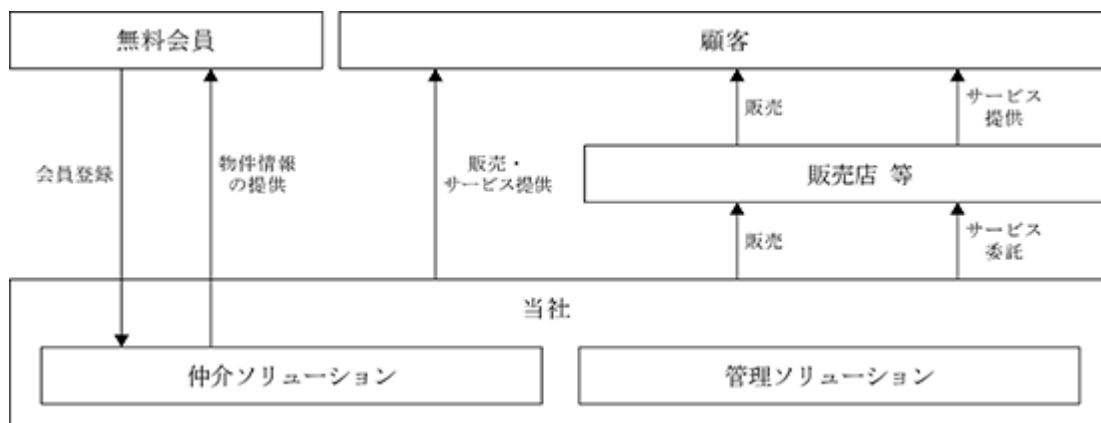 無料会員
顧客
会員登録
物件情報
の提供
販売・
サービス提供
販売
サービス
提供
販売店 等
販売
サービス
委託
当社
仲介ソリューション
管理ソリューション